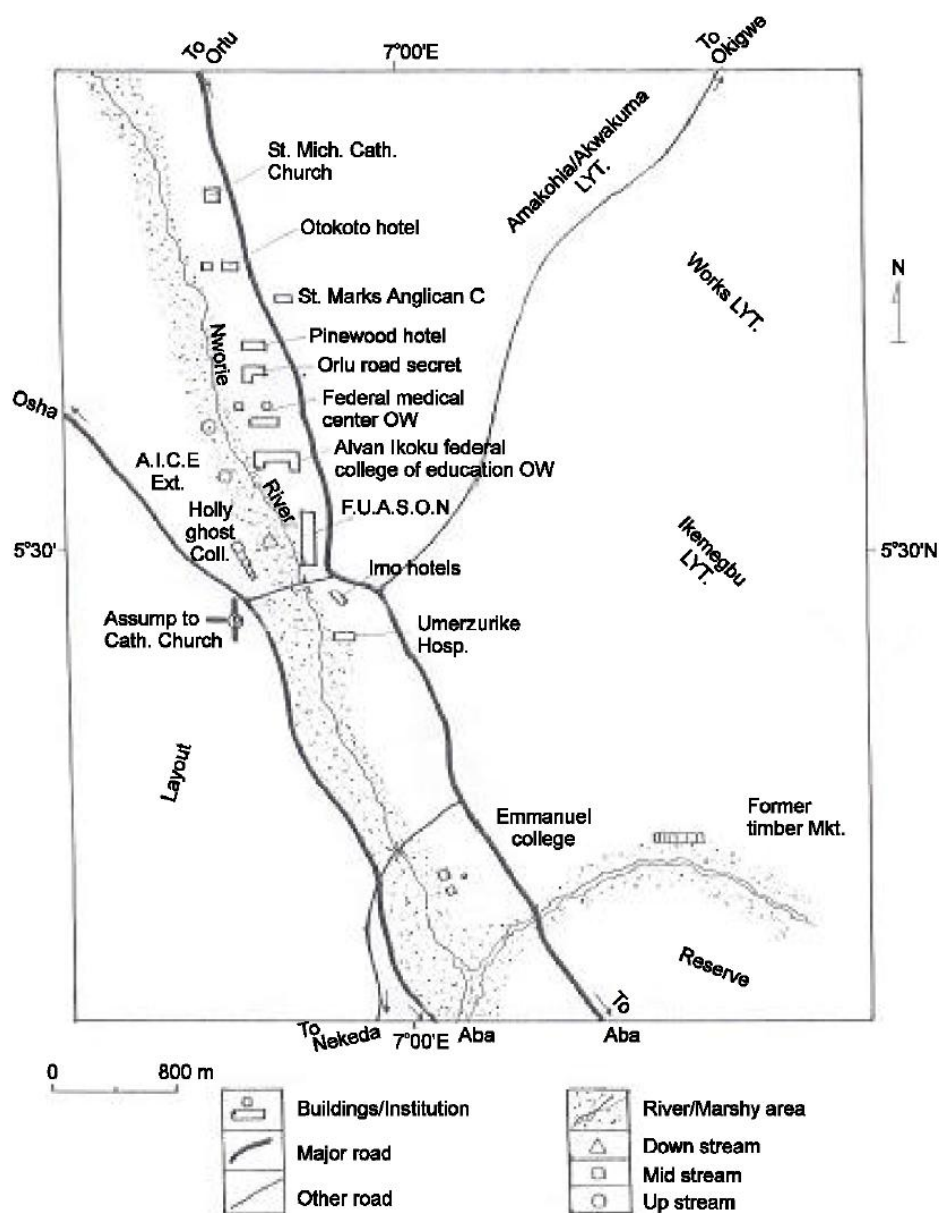 To
Orlu
7°00'E
To
Okigwe
St. Mich. Cath.
Church
Amakohia/Akwakuma
LYT.
Otokoto hotel
Works LYT.
N
St. Marks Anglican C
Pinewood hotel
Nworie
Orlu road secret
Osha
Federal medical
center OW
A.I.C.E
Ext.
Alvan Ikoku federal
college of education OW
River
Holly
ghost
Coll.
F.U.A.S.O.N
5°30'
5°30'N
Imo hotels
Ikemegbu
LYT.
Assump to
Cath. Church
Umerzurike
Hosp.
Layout
Emmanuel
college
Former
timber Mkt.
Reserve
To
Nekeda
7°00'E
Aba
To
Aba
0 800 m
Buildings/Institution
Major road
Other road
River/Marshy area
Down stream
Mid stream
Up stream